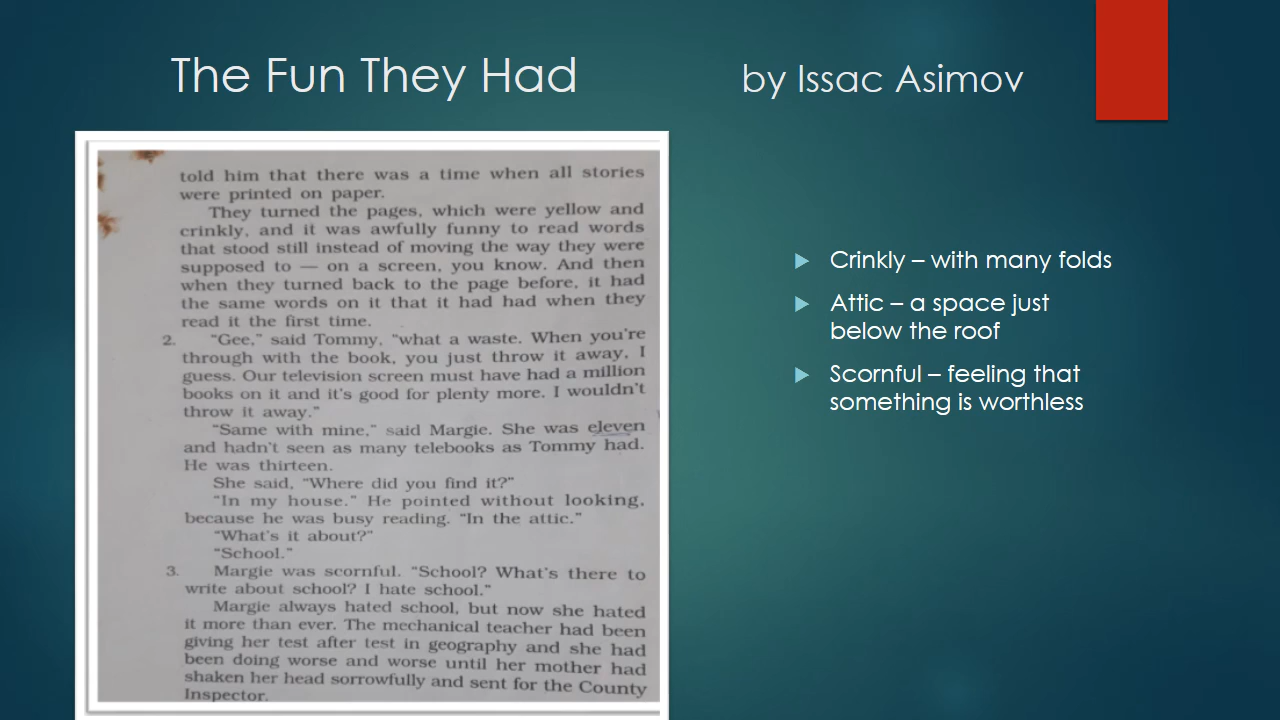 The Fun They Had by Issac Asimov
told him that there was a time when all stories
were printed on paper.
They turned the pages, which were yellow and
crinkly, and it was awfully funny to read words
that stood still instead of moving the way they were
supposed to — on a screen, you know. And then
when they turned back to the page before, it had
the same words on it that it had had when they
read it the first time.
2. "Gee," said Tommy, "what a waste. When you're
through with the book, you just throw it away, I
guess. Our television screen must have had a million
books on it and it's good for plenty more. I wouldn't
throw it away."
"Same with mine," said Margie. She was eleven
and hadn't seen as many telebooks as Tommy had.
He was thirteen.
She said, "Where did you find it?"
"In my house." He pointed without looking,
because he was busy reading. "In the attic."
"What's it about?"
"School."
3. Margie was scornful. "School? What's there to
write about school? I hate school."
Margie always hated school, but now she hated
it more than ever. The mechanical teacher had been
giving her test after test in geography and she had
been doing worse and worse until her mother had
shaken her head sorrowfully and sent for the County
Inspector.
Crinkly – with many folds
Attic – a space just
below the roof
Scornful – feeling that
something is worthless